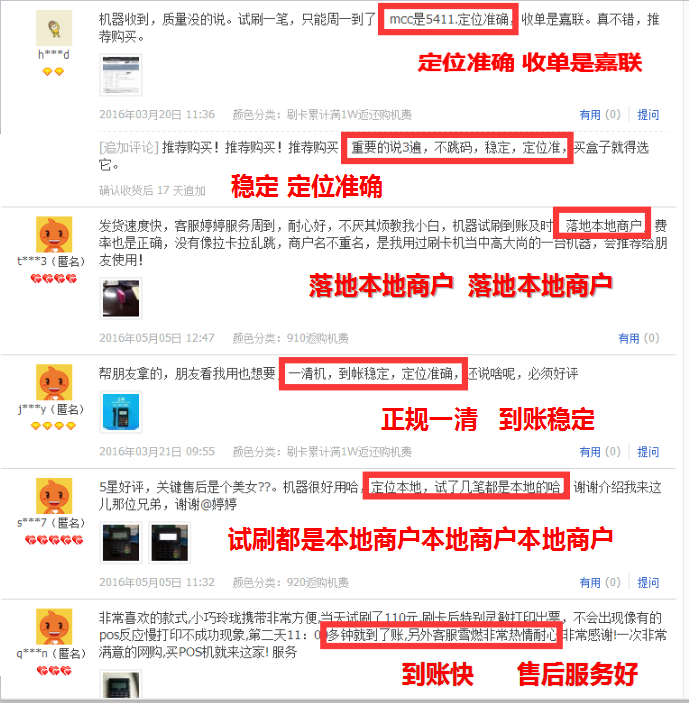 机器收到，质量没的说。试刷一笔，只能周一到了 mcc是5411.定位准确，收单是嘉联。真不错，推
荐购买。
定位准确 收单是嘉联
h***d
2016年03月20日 11:36 颜色分类：刷卡累计满1W返还购机费 有用 (0) 提问
[追加评论] 推荐购买！推荐购买！推荐购买 重要的说3遍，不跳码，稳定，定位准，买盒子就得选
它。
确认收货后 17 天追加
稳定 定位准确
发货速度快，客服婷婷服务周到，耐心好，不厌其烦教我小白，机器试刷到账及时 落地本地商户，费
率也是正确，没有像拉卡拉乱跳，商户名不重名，是我用过刷卡机当中高大尚的一台机器，会推荐给朋
友使用！
t***3（匿名）
落地本地商户 落地本地商户
2016年05月05日 12:47 颜色分类：910返购机费 有用 (0)
帮朋友拿的，朋友看我用也想要，一清机，到帐稳定，定位准确，还说啥呢，必须好评
j***y（匿名）
正规一清 到账稳定
2016年03月21日 09:55 颜色分类：刷卡累计满1W返还购机费 有用 (0) 提问
5星好评，关键售后是个美女??。机器很好用哈，定位本地，试了几笔都是本地的哈 谢谢介绍我来这
儿那位兄弟，谢谢@婷婷
s***7（匿名）
试刷都是本地商户本地商户本地商户
2016年05月05日 11:32 颜色分类：920返购机费 有用 (0) 提问
非常喜欢的款式,小巧玲珑携带非常方便,当天试刷了110元,刷卡后特别灵敏打印出票，不会出现像有的
pos反应慢打印不成功现象,第二天11：00多钟就到了账,另外客服雪燃非常热情耐心,非常感谢!一次非常
满意的网购,买POS机就来这家! 服务
q***n（匿名）
到账快 售后服务好